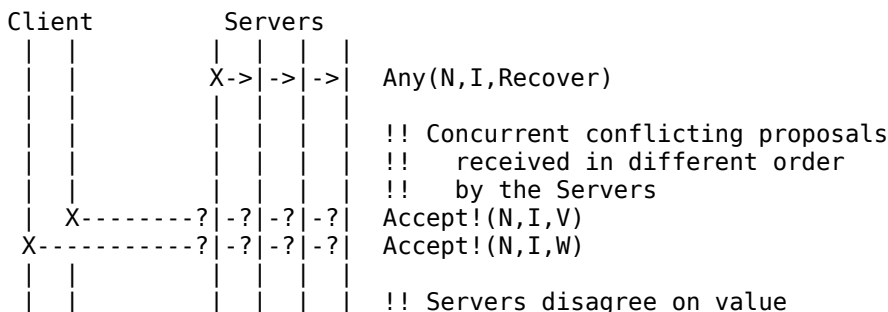 Client         Servers
 |  |          |  |  |  |
 |  |          X->|->|->|  Any(N,I,Recover)
 |  |          |  |  |  |
 |  |          |  |  |  |  !! Concurrent conflicting proposals
 |  |          |  |  |  |  !!   received in different order
 |  |          |  |  |  |  !!   by the Servers
 |  X--------?|-?|-?|-?|  Accept!(N,I,V)
 X-----------?|-?|-?|-?|  Accept!(N,I,W)
 |  |          |  |  |  |
 |  |          |  |  |  |  !! Servers disagree on value